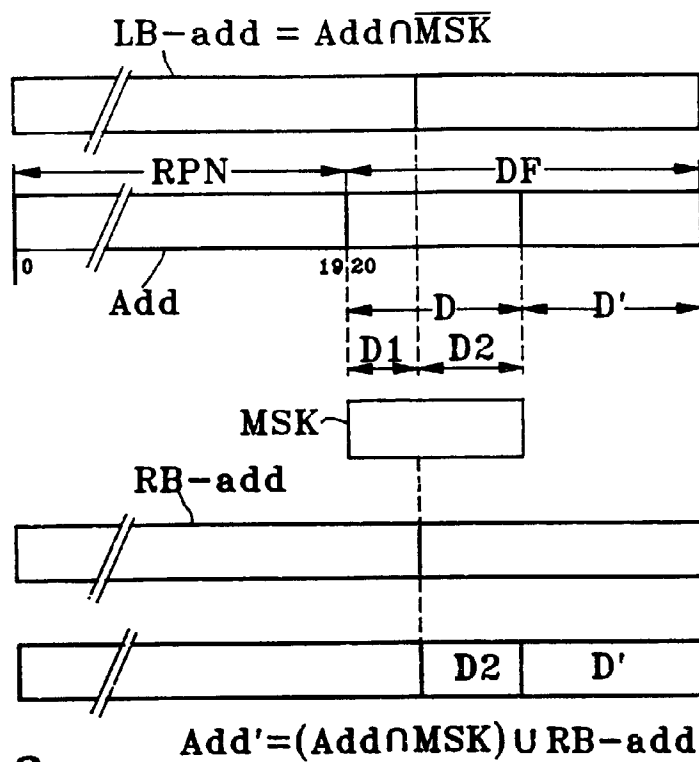 LB-add = Add∩M̅S̅K̅
RPN DF
0 19 20
Add D D'
D1 D2
MSK
RB-add
D2 D'
Add'=(Add∩MSK)∪RB-add